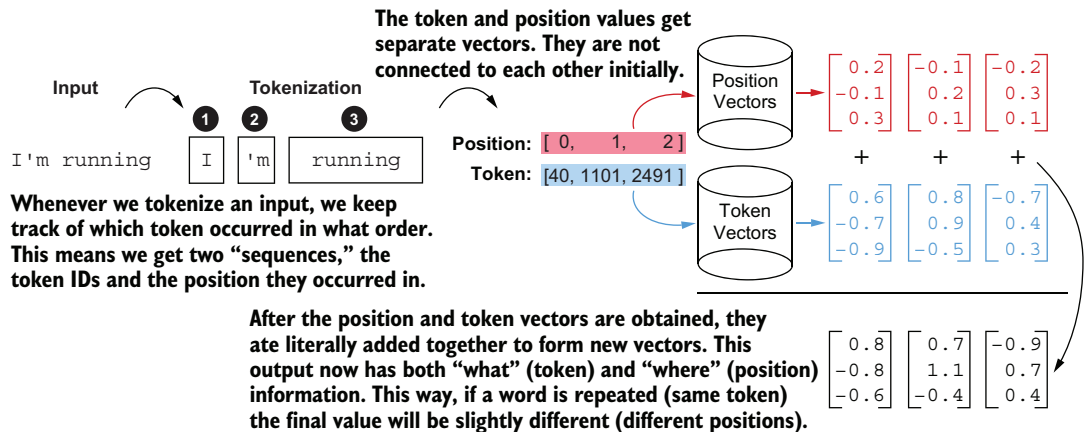 The token and position values get
separate vectors. They are not
connected to each other initially.
Input
Tokenization
1 2 3
I'm running
I 'm running
Whenever we tokenize an input, we keep
track of which token occurred in what order.
This means we get two “sequences,” the
token IDs and the position they occurred in.
Position: [ 0, 1, 2 ]
Token: [40, 1101, 2491 ]
Position
Vectors
0.2 −0.1 −0.2
−0.1 0.2 0.3
0.3 0.1 0.1
+ + +
Token
Vectors
0.6 0.8 −0.7
−0.7 0.9 0.4
−0.9 −0.5 0.3
After the position and token vectors are obtained, they
ate literally added together to form new vectors. This
output now has both “what” (token) and “where” (position)
information. This way, if a word is repeated (same token)
the final value will be slightly different (different positions).
0.8 0.7 −0.9
−0.8 1.1 0.7
−0.6 −0.4 0.4